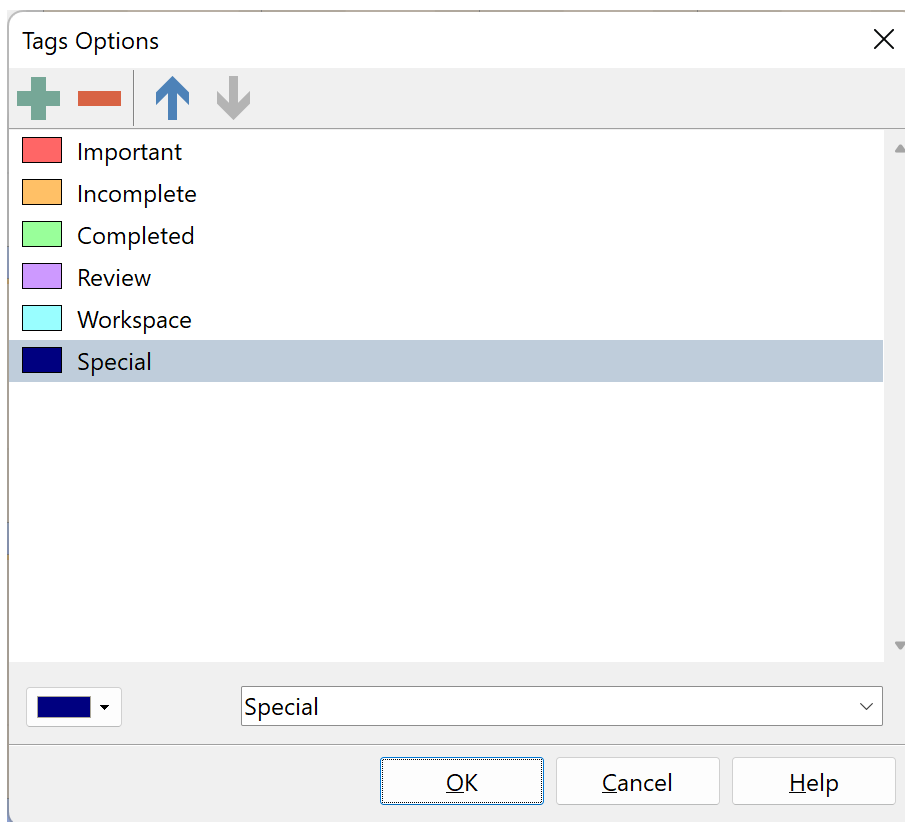 Tags Options
Important
Incomplete
Completed
Review
Workspace
Special
Special
OK
Cancel
Help